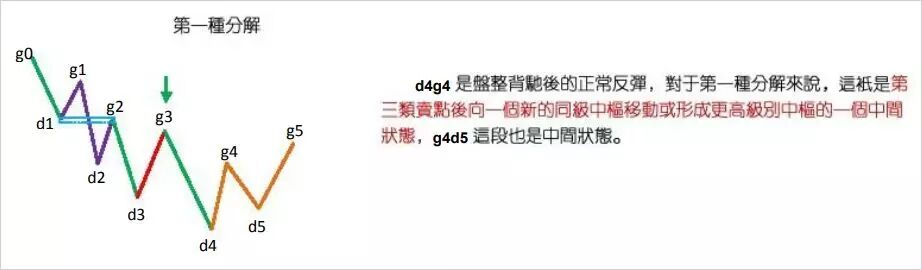 第一種分解
g0
g1
g2
g3
g5
d1
g4
d2
d3
d5
d4
d4g4 是盤整背馳後的正常反彈，對于第一種分解來說，這衹是第
三類賣點後向一個新的同級中樞移動或形成更高級別中樞的一個中間
狀態，g4d5 這段也是中間狀態。